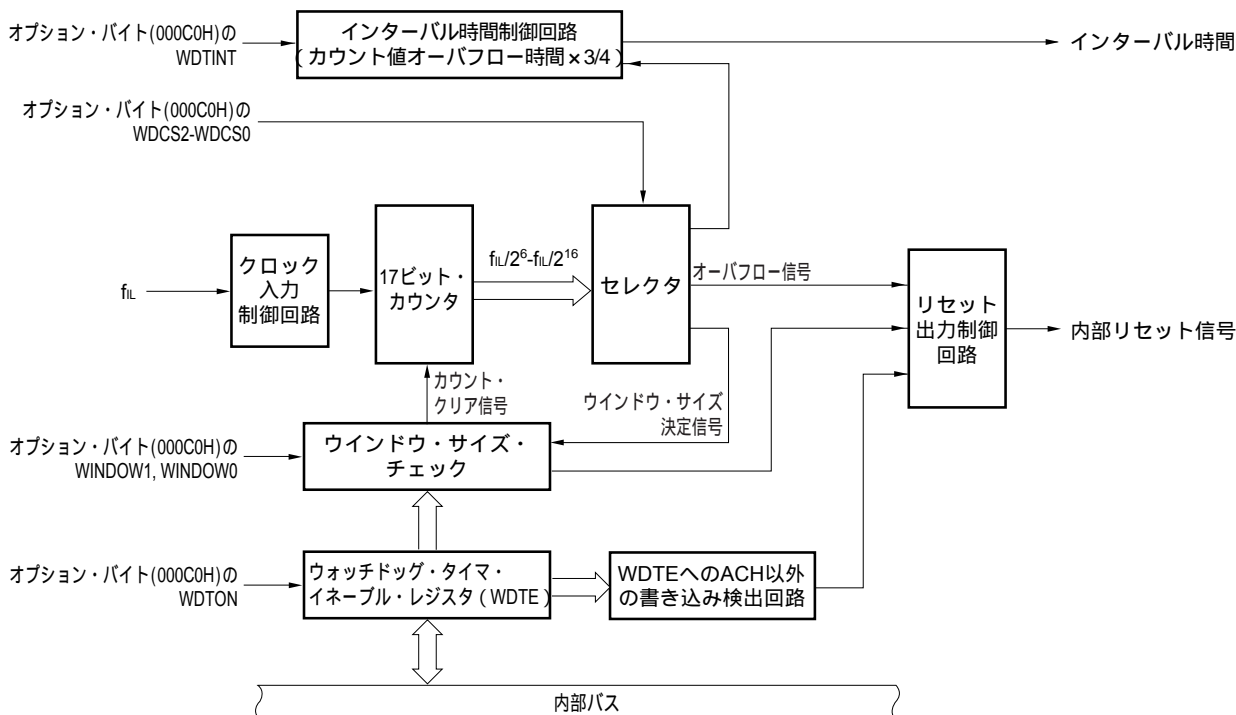 オプション・バイト(000C0H)の
WDTINT
インターバル時間制御回路
(カウント値オーバフロー時間×3/4)
インターバル時間
オプション・バイト(000C0H)の
WDCS2-WDCS0
fIL
クロック
入力
制御回路
17ビット・
カウンタ
fIL/2^6-fIL/2^16
セレクタ
オーバフロー信号
リセット
出力制御
回路
内部リセット信号
カウント・
クリア信号
ウインドウ・サイズ
決定信号
オプション・バイト(000C0H)の
WINDOW1, WINDOW0
ウインドウ・サイズ・
チェック
オプション・バイト(000C0H)の
WDTON
ウォッチドッグ・タイマ・
イネーブル・レジスタ(WDTE)
WDTEへのACH以外
の書き込み検出回路
内部バス